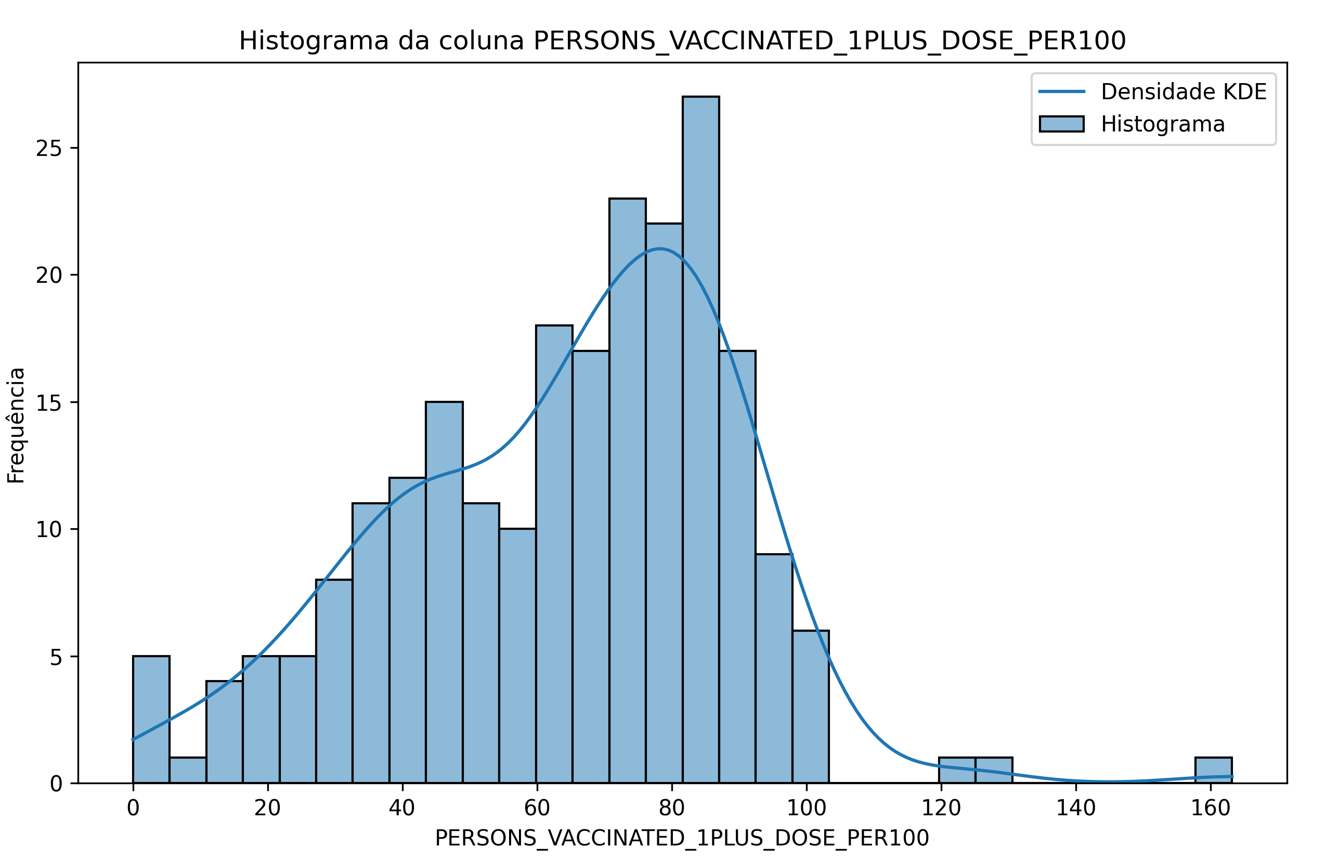 Histograma da coluna PERSONS_VACCINATED_1PLUS_DOSE_PER100
Densidade KDE
Histograma
25
20
15
10
5
0
Frequência
0 20 40 60 80 100 120 140 160
PERSONS_VACCINATED_1PLUS_DOSE_PER100